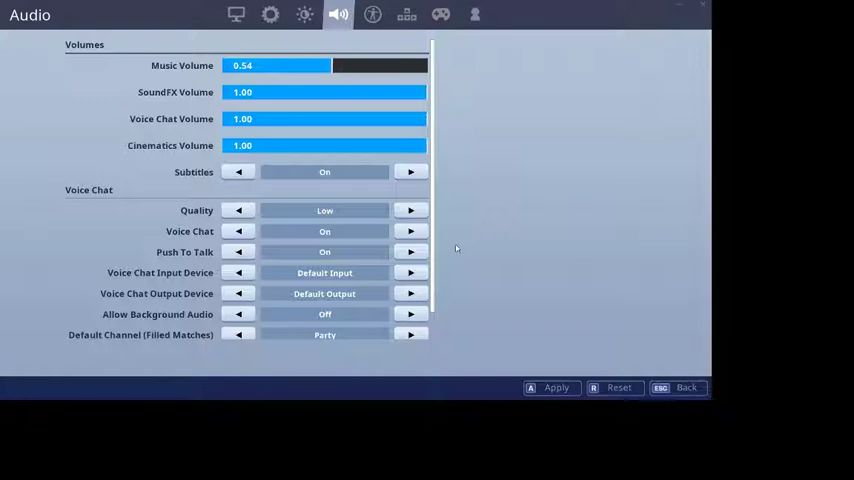 Audio
Volumes
Music Volume 0.54
SoundFX Volume 1.00
Voice Chat Volume 1.00
Cinematics Volume 1.00
Subtitles On
Voice Chat
Quality Low
Voice Chat On
Push To Talk On
Voice Chat Input Device Default Input
Voice Chat Output Device Default Output
Allow Background Audio Off
Default Channel (Filled Matches) Party
A Apply R Reset ESC Back